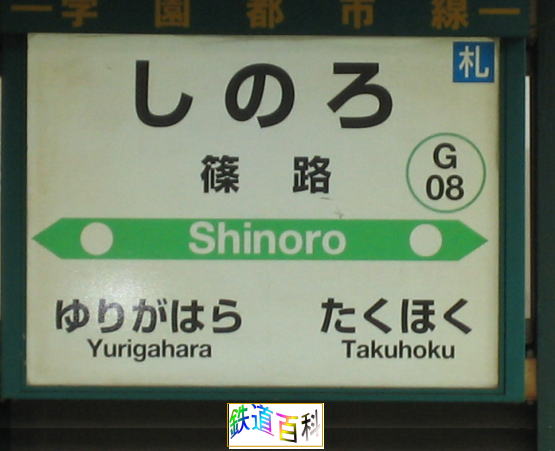 学園都市線
札
しのろ
篠路
G
08
Shinoro
ゆりがはら たくほく
Yurigahara Takuhoku
鉄道百科